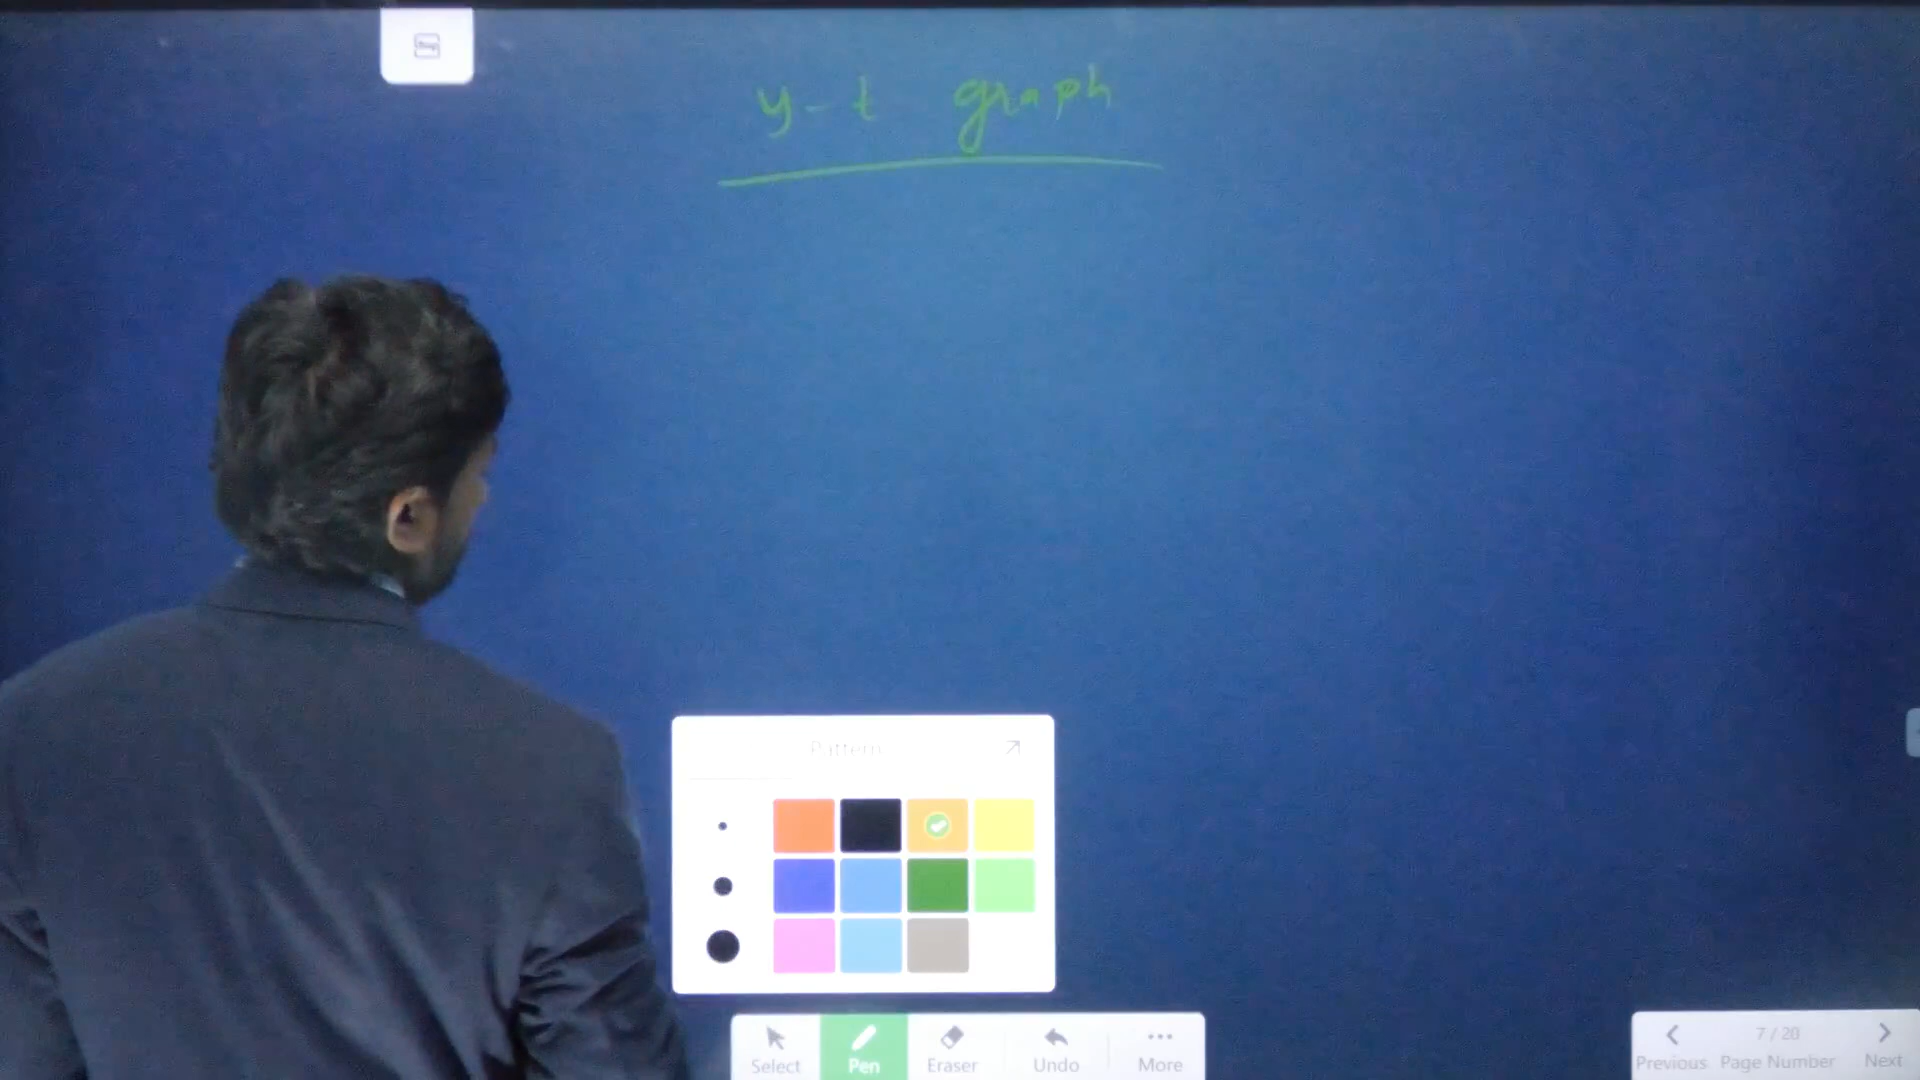 y-t graph
Pattern
Select Pen Eraser Undo More
7 / 20
Previous Page Number Next